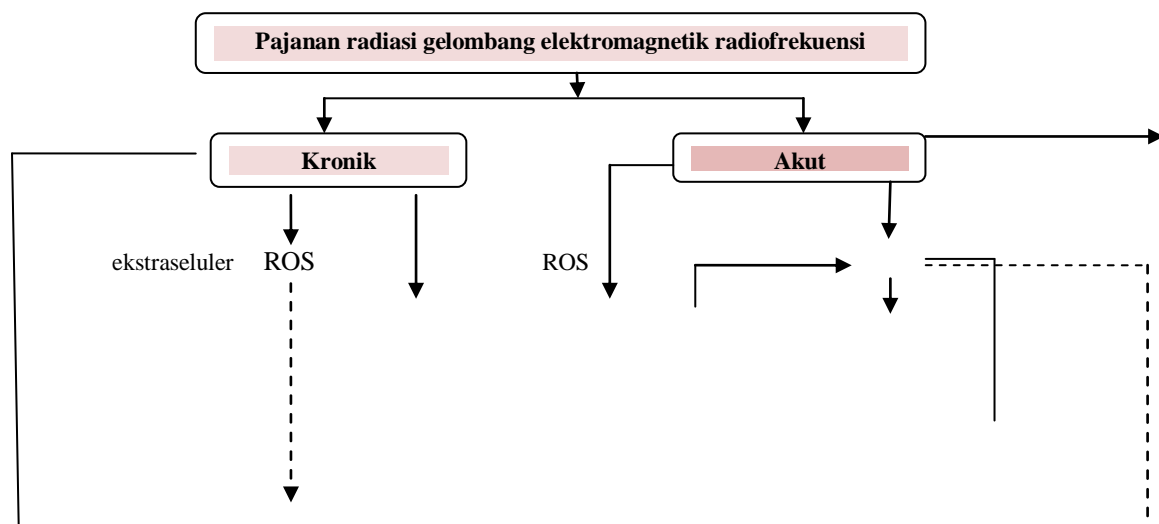 Pajanan radiasi gelombang elektromagnetik radiofrekuensi
Kronik
Akut
ekstraseluler ROS
ROS